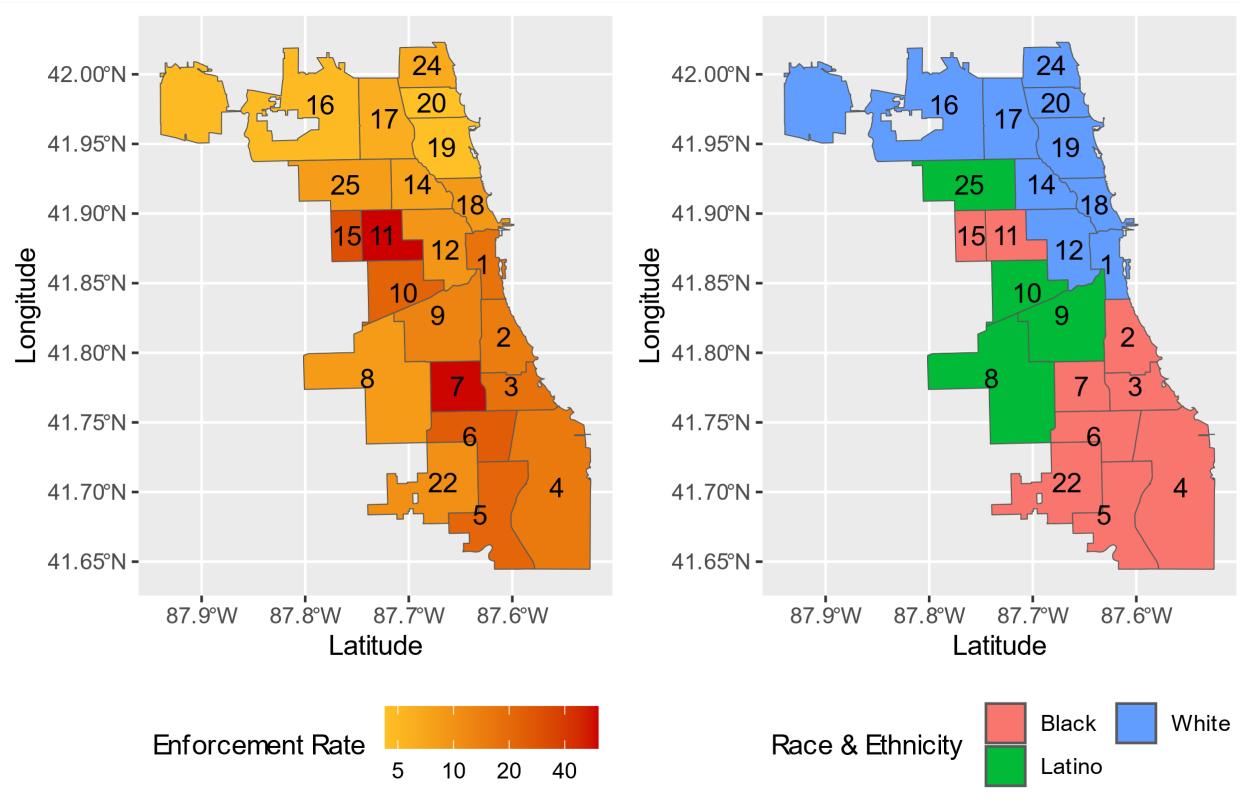 42.00°N
41.95°N
41.90°N
41.85°N
41.80°N
41.75°N
41.70°N
41.65°N
Longitude
24
20
16
17
19
25
14
18
15
11
12
1
10
9
2
8
7
3
6
22
4
5
87.9°W 87.8°W 87.7°W 87.6°W
Latitude
Enforcement Rate
5 10 20 40
42.00°N
41.95°N
41.90°N
41.85°N
41.80°N
41.75°N
41.70°N
41.65°N
Longitude
24
20
16
17
19
25
14
18
15
11
12
1
10
9
2
8
7
3
6
22
4
5
87.9°W 87.8°W 87.7°W 87.6°W
Latitude
Race & Ethnicity
Black White
Latino